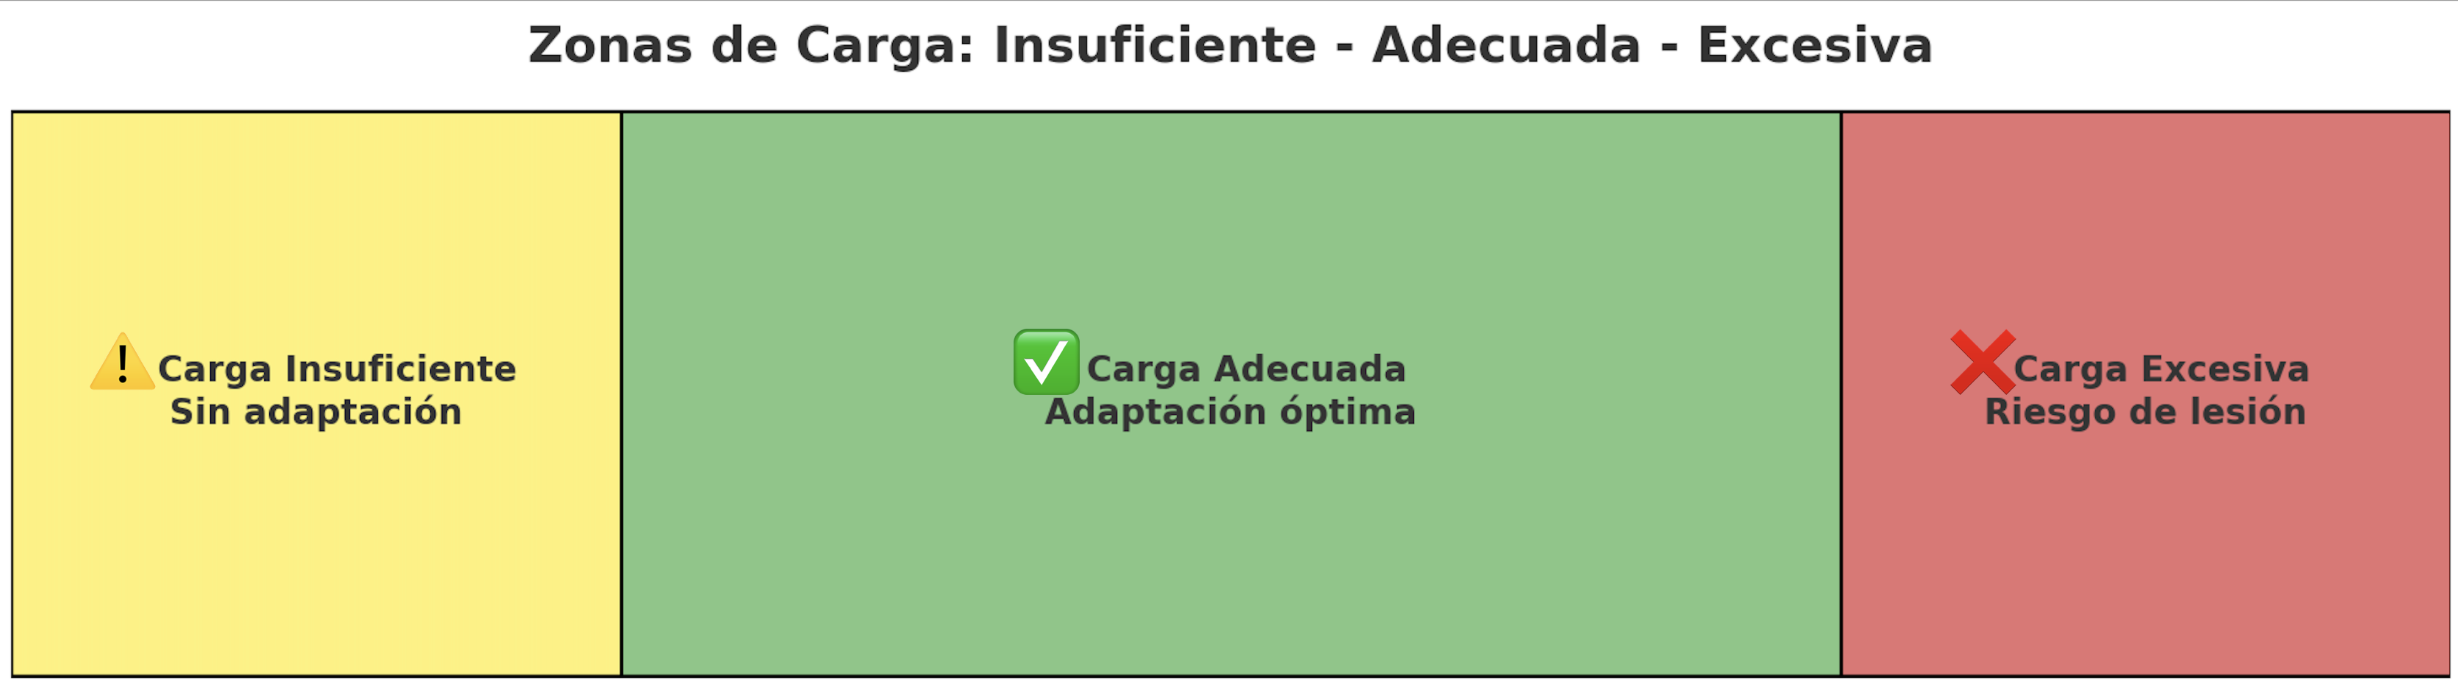 Zonas de Carga: Insuficiente - Adecuada - Excesiva
Carga Insuficiente
Sin adaptación
Carga Adecuada
Adaptación óptima
Carga Excesiva
Riesgo de lesión